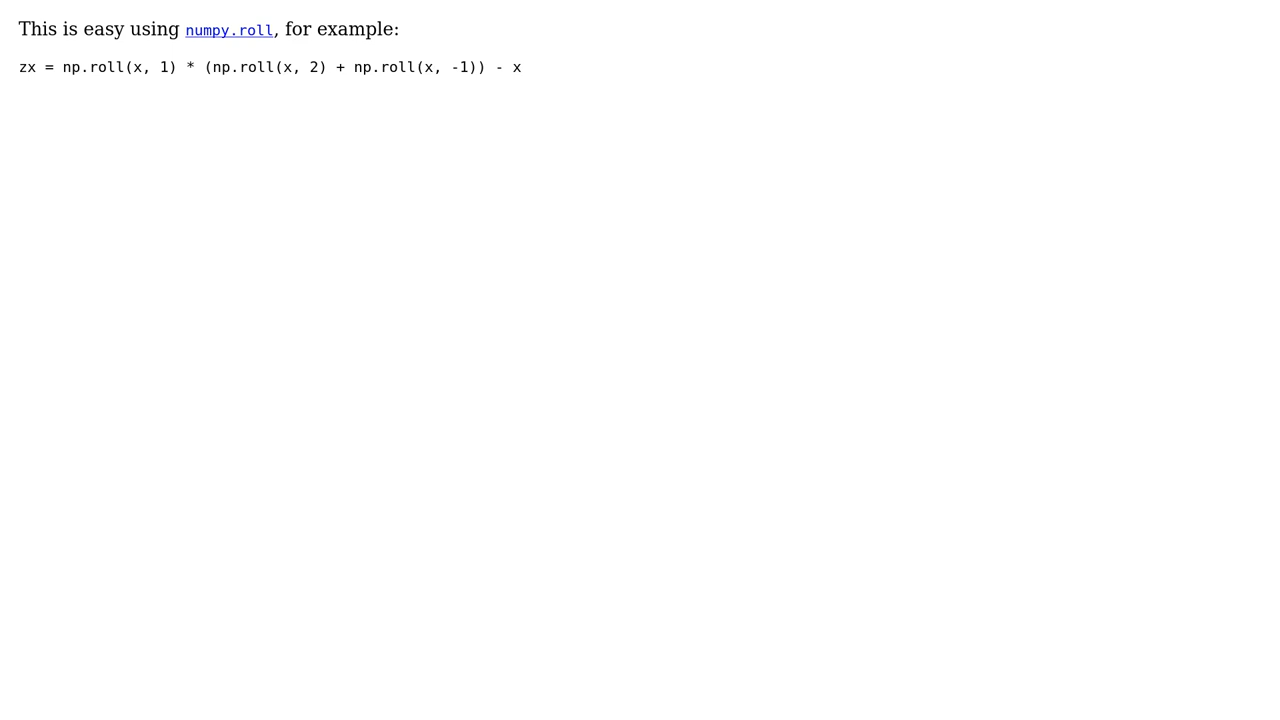 This is easy using numpy.roll, for example:
zx = np.roll(x, 1) * (np.roll(x, 2) + np.roll(x, -1)) - x